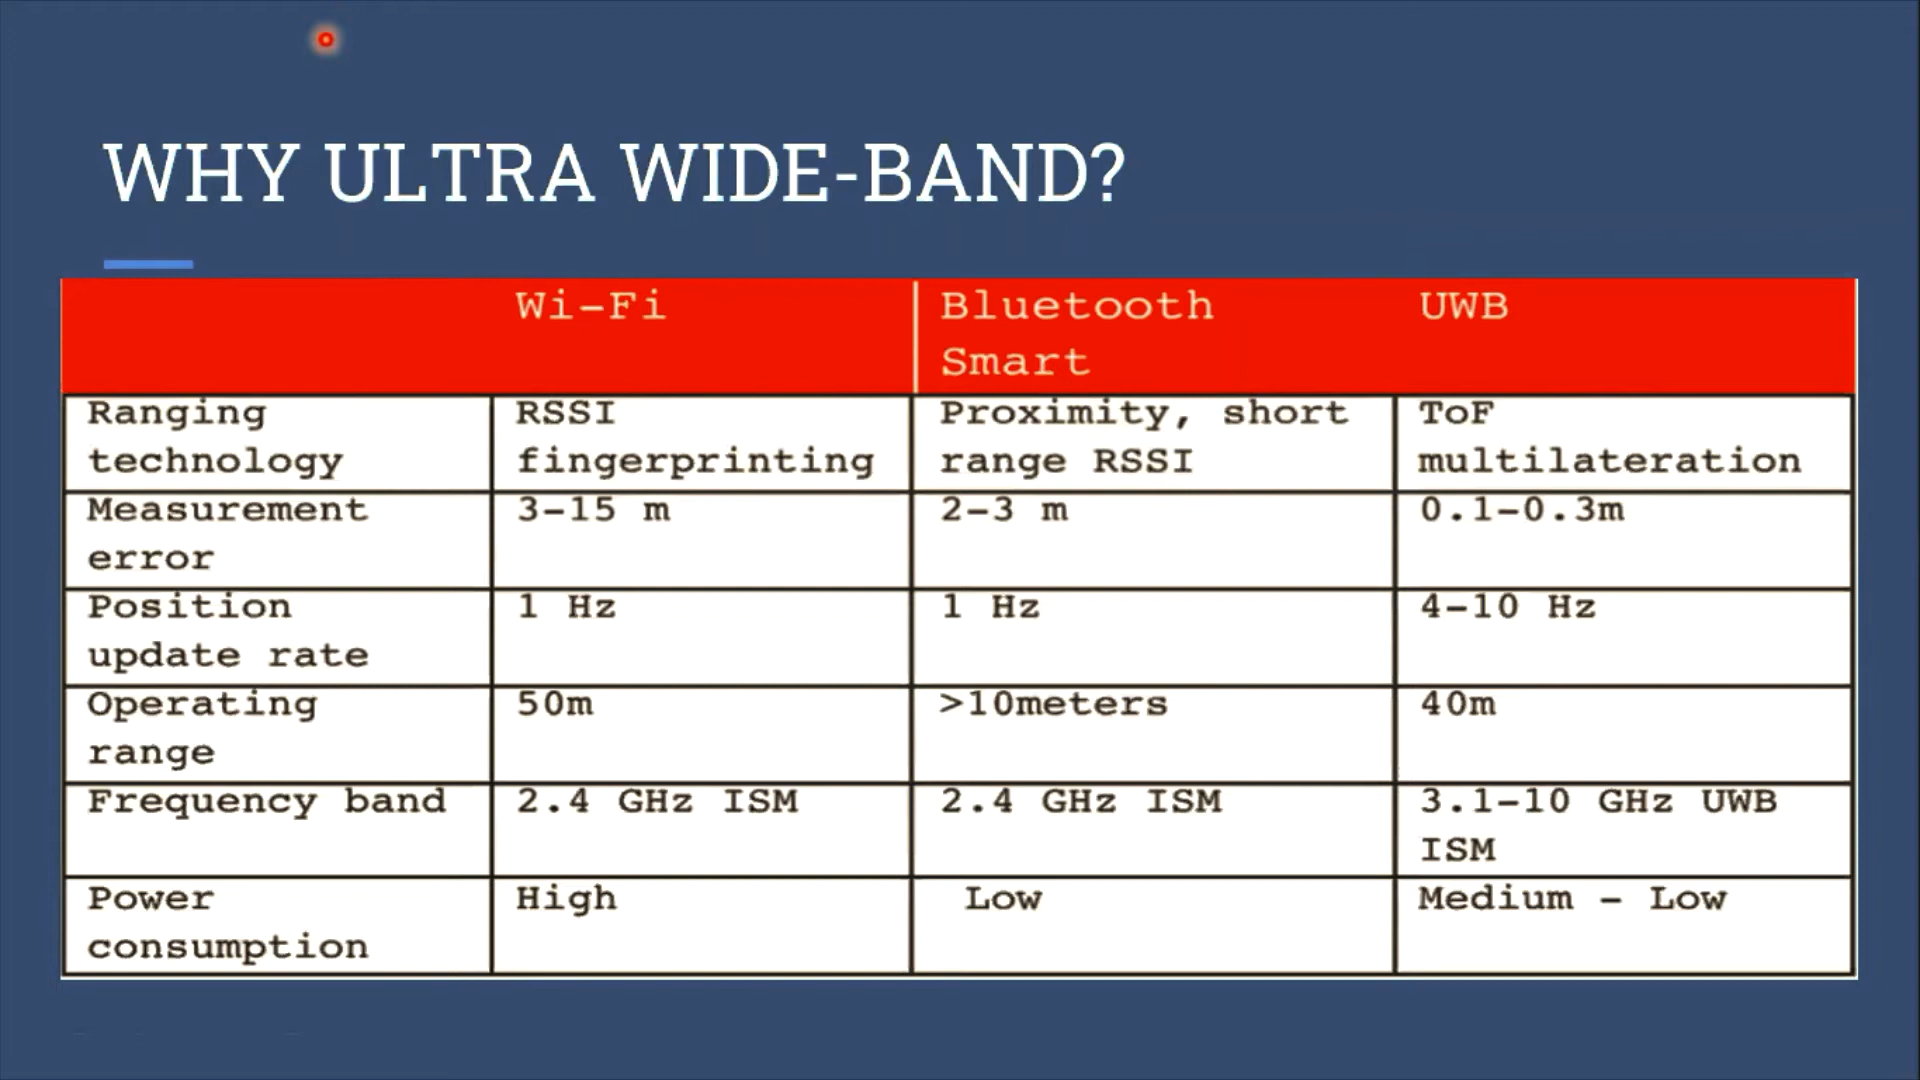 WHY ULTRA WIDE-BAND?
Wi-Fi
Bluetooth
Smart
UWB
Ranging
technology
RSSI
fingerprinting
Proximity, short
range RSSI
ToF
multilateration
Measurement
error
3-15 m
2-3 m
0.1-0.3m
Position
update rate
1 Hz
1 Hz
4-10 Hz
Operating
range
50m
>10meters
40m
Frequency band
2.4 GHz ISM
2.4 GHz ISM
3.1-10 GHz UWB
ISM
Power
consumption
High
Low
Medium - Low